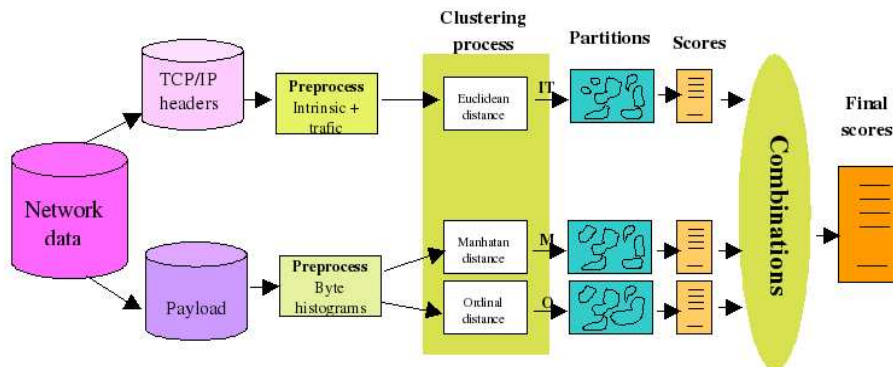 Clustering
process
Partitions
Scores
TCP/IP
headers
Preprocess
Intrinsic +
trafic
Euclidean
distance
IT
Final
scores
Network
data
Combinations
Manhatan
distance
M
Payload
Preprocess
Byte
histograms
Ordinal
distance
O